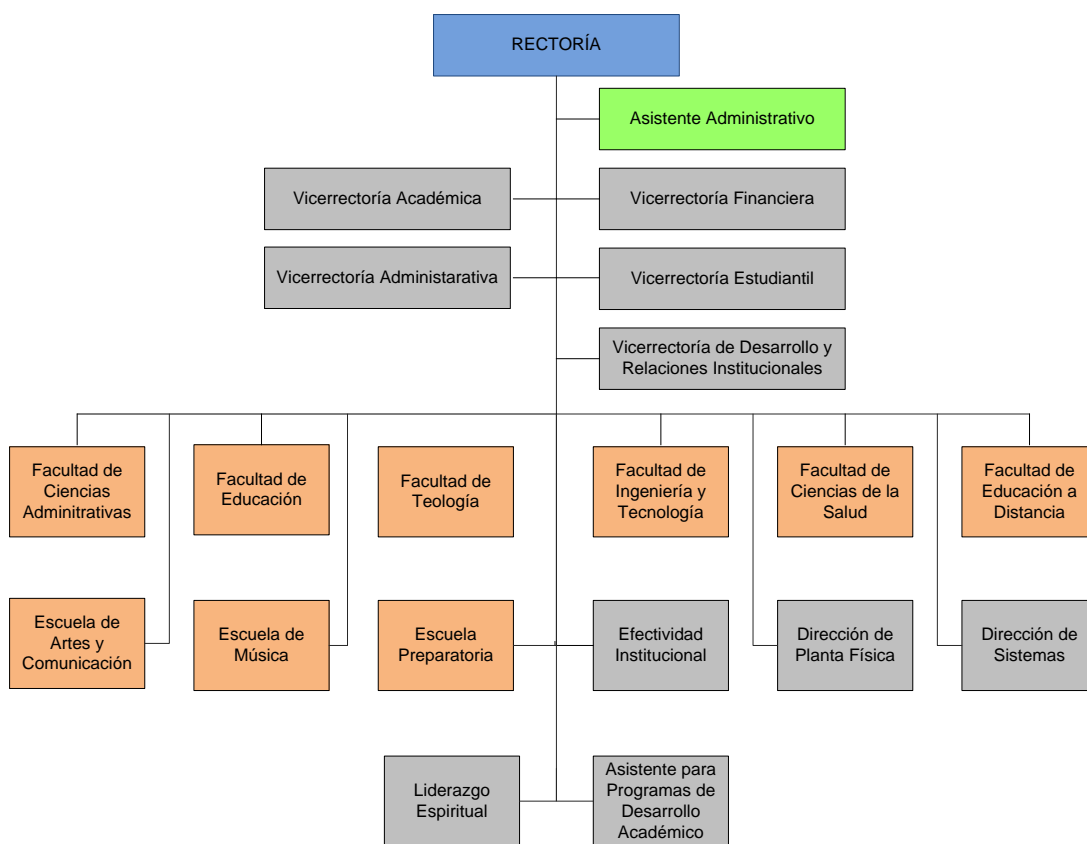 RECTORÍA
Asistente Administrativo
Vicerrectoría Académica
Vicerrectoría Financiera
Vicerrectoría Administarativa
Vicerrectoría Estudiantil
Vicerrectoría de Desarrollo y
Relaciones Institucionales
Facultad de
Ciencias
Adminitrativas
Facultad de
Educación
Facultad de
Teología
Facultad de
Ingeniería y
Tecnología
Facultad de
Ciencias de la
Salud
Facultad de
Educación a
Distancia
Escuela de
Artes y
Comunicación
Escuela de
Música
Escuela
Preparatoria
Efectividad
Institucional
Dirección de
Planta Física
Dirección de
Sistemas
Liderazgo
Espiritual
Asistente para
Programas de
Desarrollo
Académico